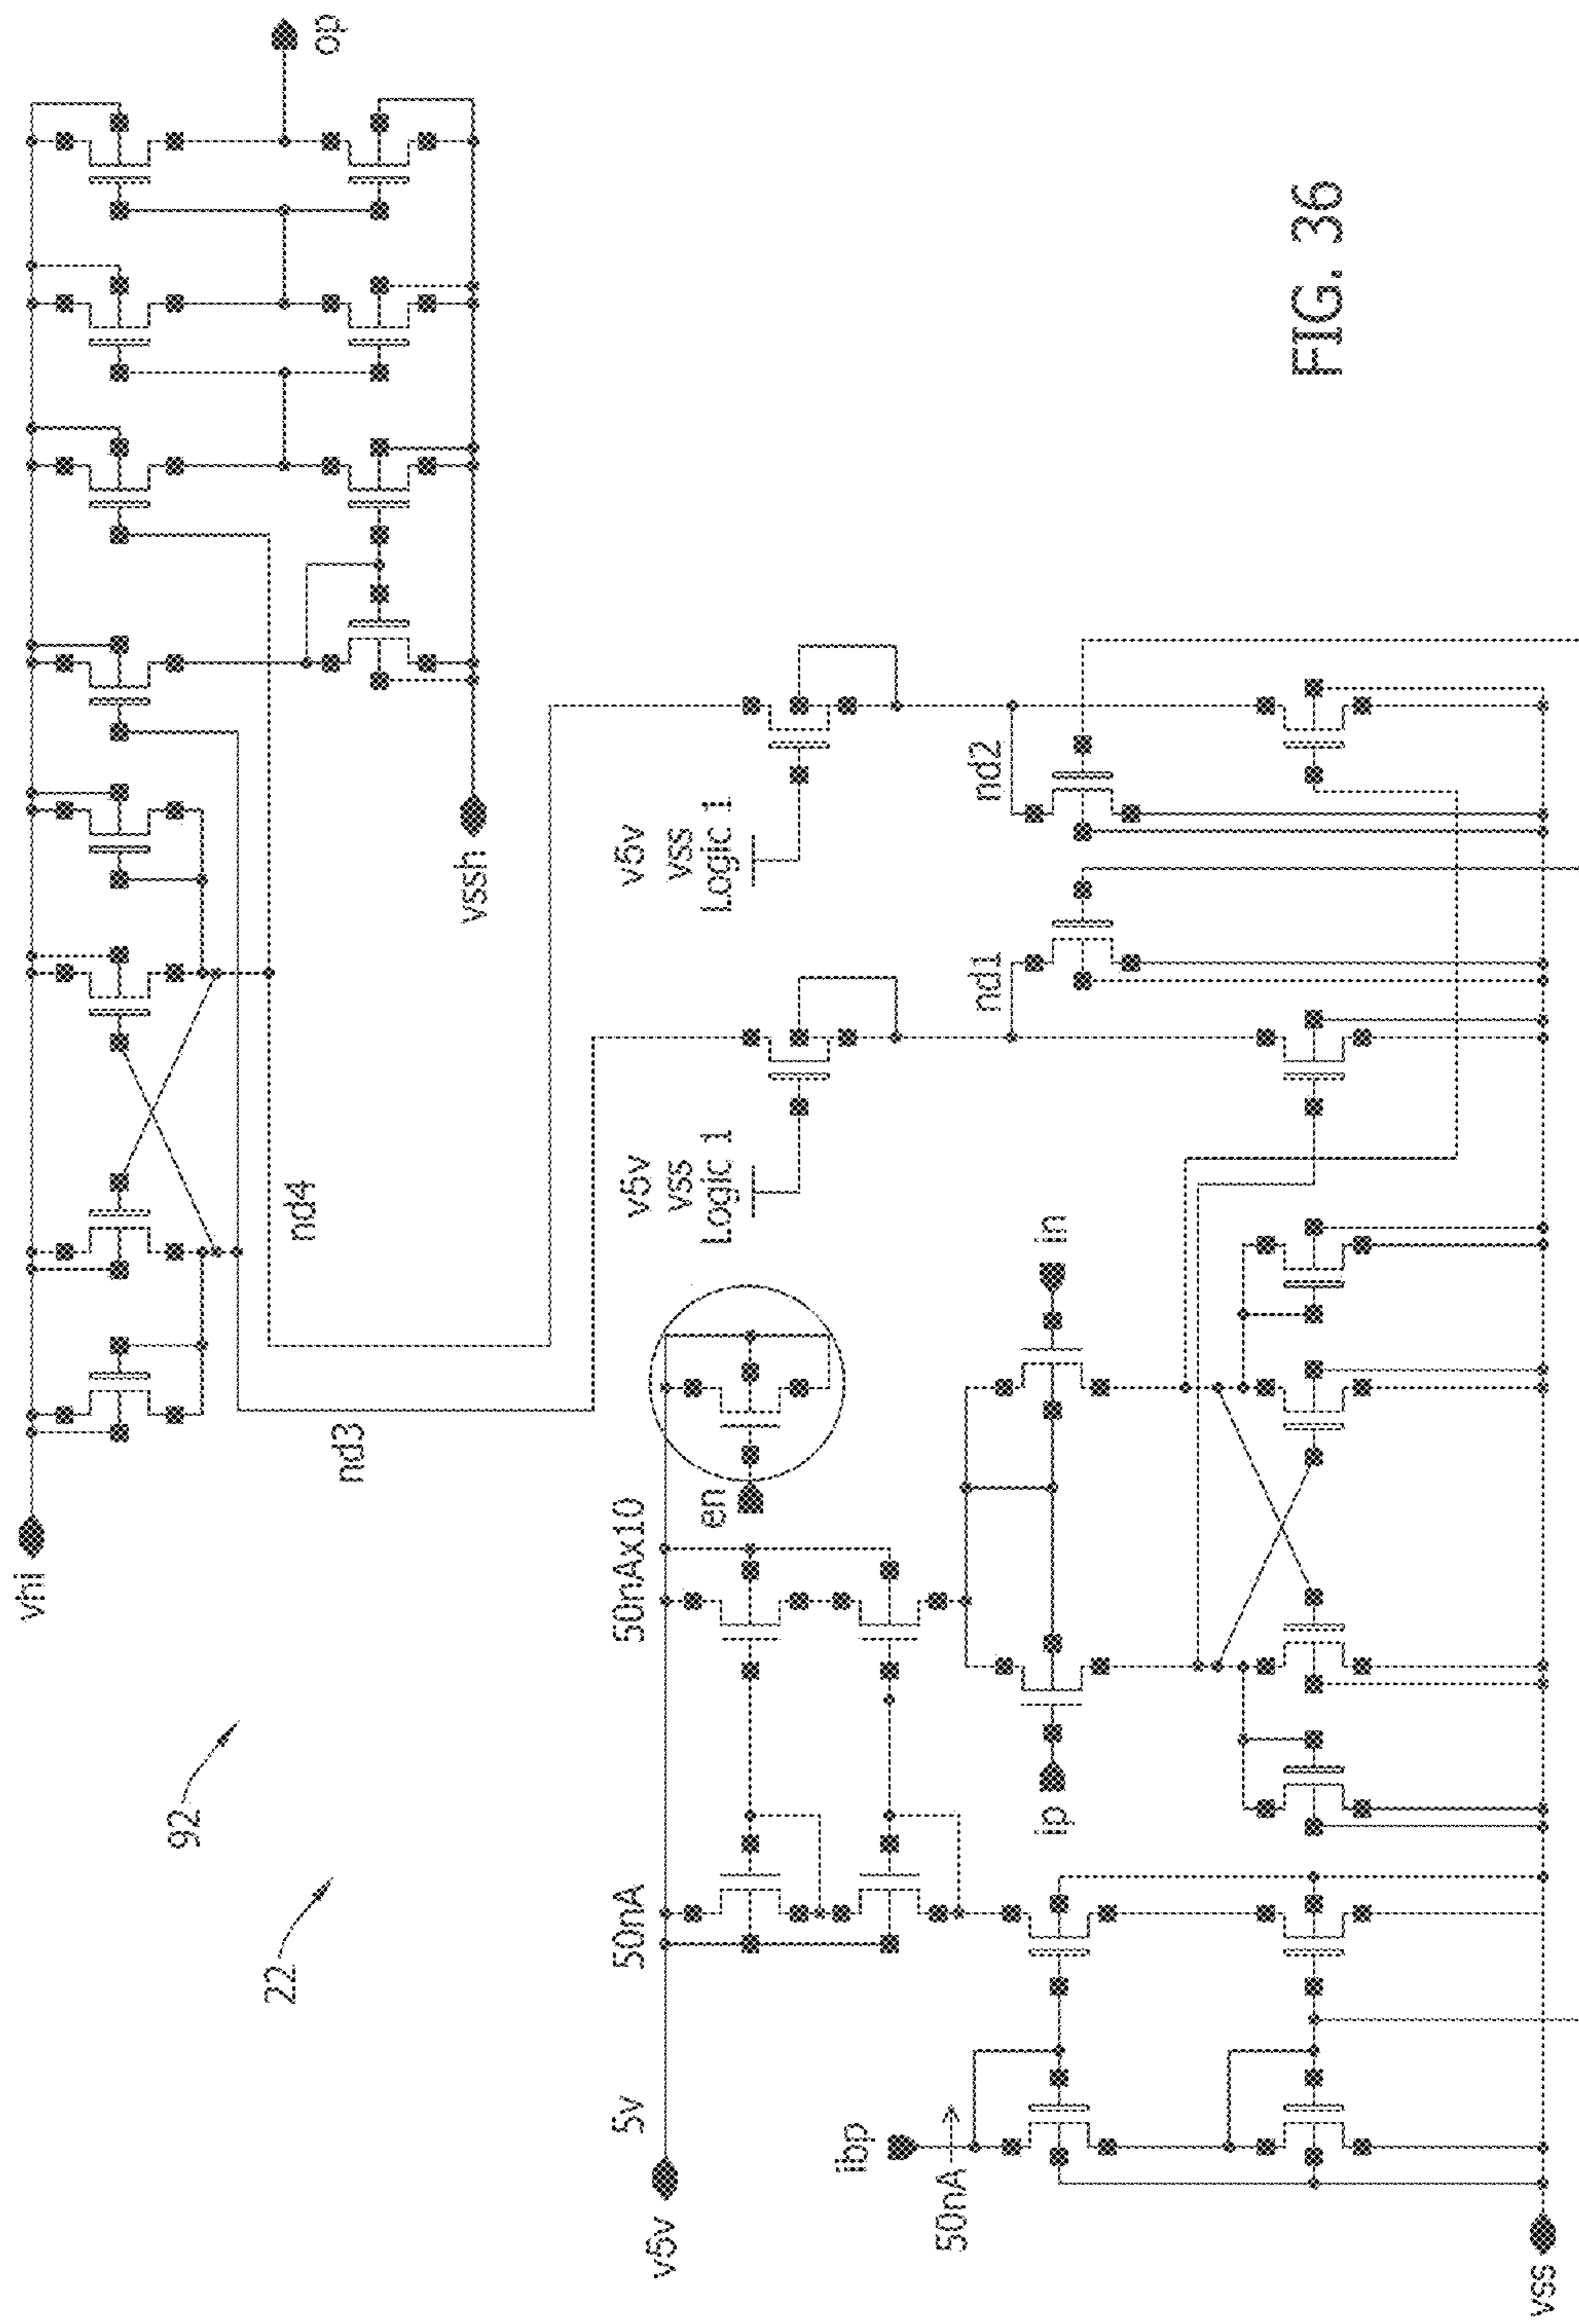 vhi
92
22
nd3
nd4
op
vssh
5v
50nA
50nAx10
en
v5v
vss
Logic 1
v5v
vss
Logic 1
v5v
ibp
50nA
ip
in
nd1
nd2
vss
FIG. 36